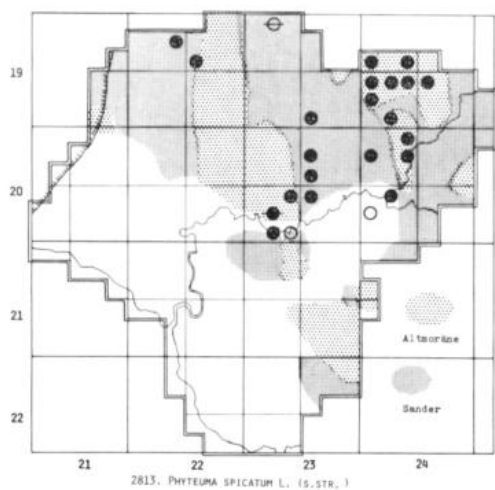 19
20
21
22
Altmoräne
Sander
21 22 23 24
2813. PHYTEUMA SPICATUM L. (S.STR.)